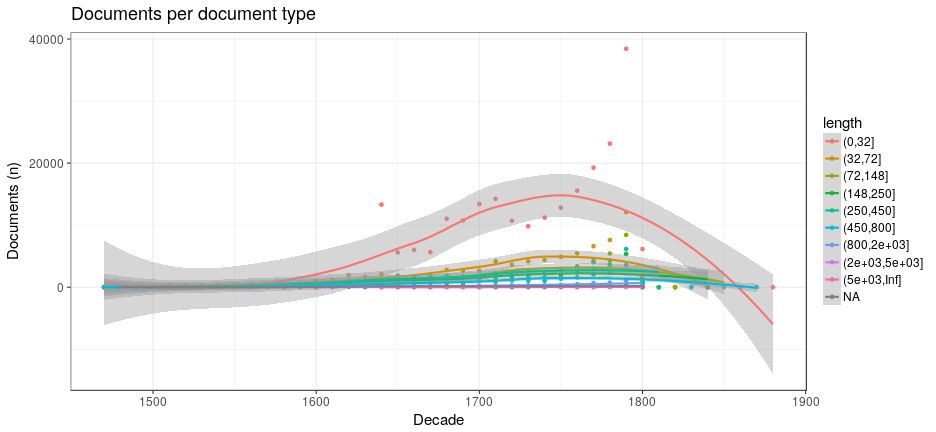 Documents per document type
Documents (n)
40000
20000
0
1500
1600
1700
1800
1900
Decade
length
(0,32]
(32,72]
(72,148]
(148,250]
(250,450]
(450,800]
(800,2e+03]
(2e+03,5e+03]
(5e+03,Inf]
NA